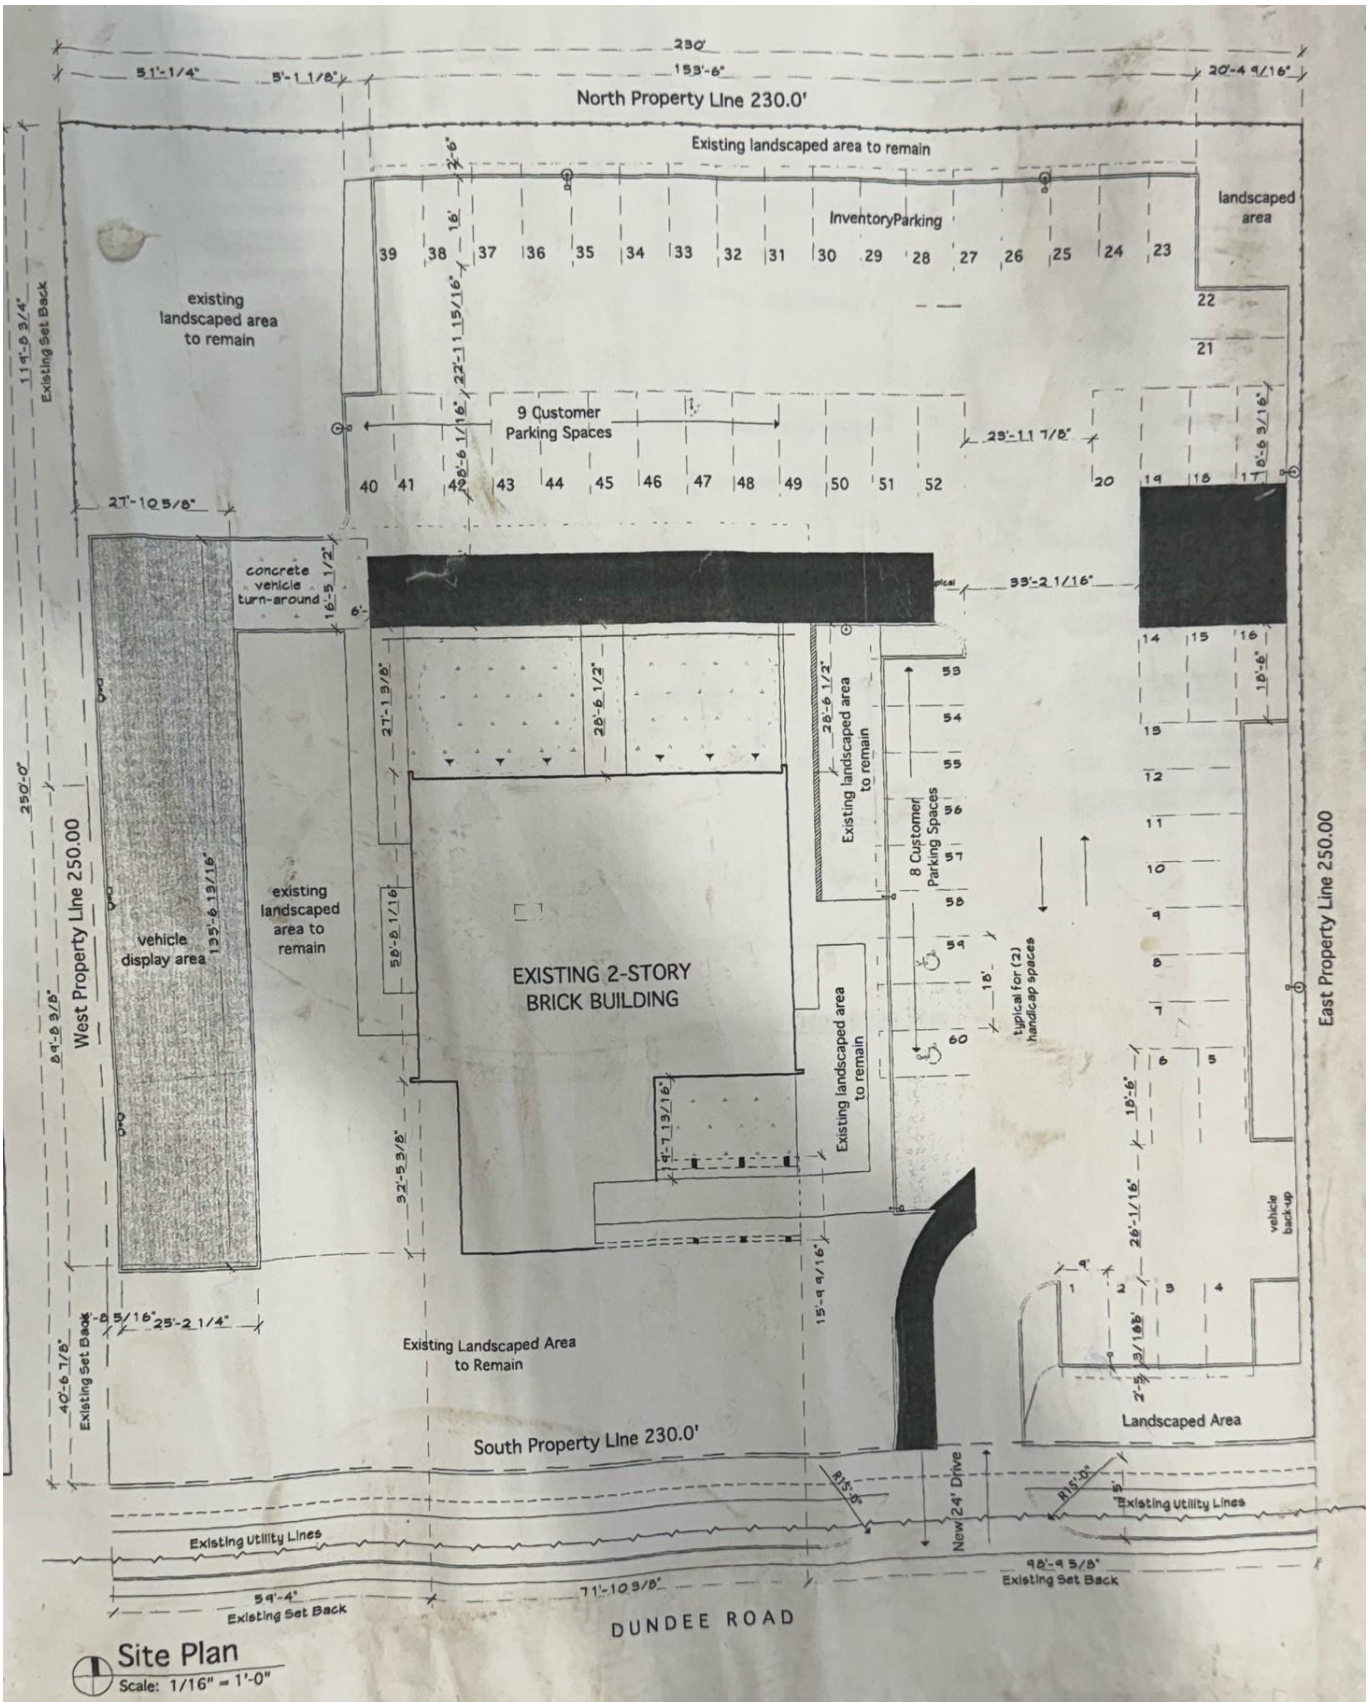 230'
51'-1/4"
5'-1 1/8"
153'-6"
20'-4 9/16"
North Property Line 230.0'
Existing landscaped area to remain
2'-6"
landscaped
area
InventoryParking
16'
39
38
37
36
35
34
33
32
31
30
29
28
27
26
25
24
23
22
21
119'-8 3/4"
Existing Set Back
existing
landscaped area
to remain
22'-11 15/16"
9 Customer
Parking Spaces
23'-11 7/8"
18'-6 3/16"
40
41
42
43
44
45
46
47
48
49
50
51
52
20
19
18
17
27'-10 5/8"
concrete
vehicle
turn-around
16'-5 1/2"
6'-
33'-2 1/16"
14
15
16
18'-6"
27'-1 3/8"
28'-6 1/2"
28'-6 1/2"
Existing landscaped area
to remain
53
54
55
56
57
58
59
60
8 Customer
Parking Spaces
13
12
11
10
9
8
7
6
5
250'-0"
West Property Line 250.00
East Property Line 250.00
135'-6 13/16"
vehicle
display area
existing
landscaped
area to
remain
58'-8 1/16"
EXISTING 2-STORY
BRICK BUILDING
18'
typical for (2)
handicap spaces
Existing landscaped area
to remain
89'-8 3/8"
18'-6"
19'-7 13/16"
32'-5 3/8"
26'-1/16"
vehicle
back-up
9'
1
2
3
4
15'-9 9/16"
25'-2 1/4"
40'-6 7/8"
Existing Set Back
Existing Landscaped Area
to Remain
Landscaped Area
South Property Line 230.0'
New 24' Drive
R15'-0"
R15'-0"
5'
Existing Utility Lines
Existing Utility Lines
59'-4"
Existing Set Back
71'-10 3/8"
98'-9 5/8"
Existing Set Back
DUNDEE ROAD
Site Plan
Scale: 1/16" = 1'-0"